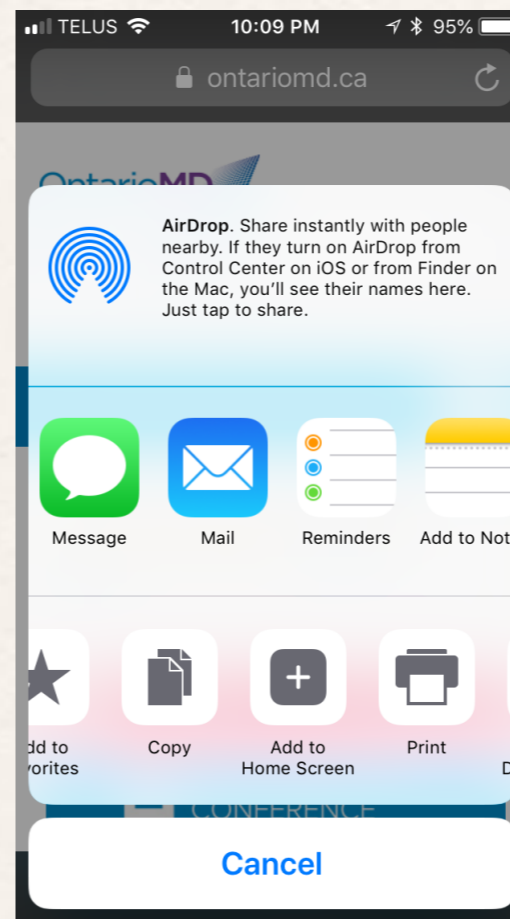 TELUS 10:09 PM 95%
ontariomd.ca
OntarioMD
AirDrop. Share instantly with people
nearby. If they turn on AirDrop from
Control Center on iOS or from Finder on
the Mac, you'll see their names here.
Just tap to share.
Message Mail Reminders Add to Not
dd to Copy Add to Print
vorites Home Screen D
CONFERENCE
Cancel